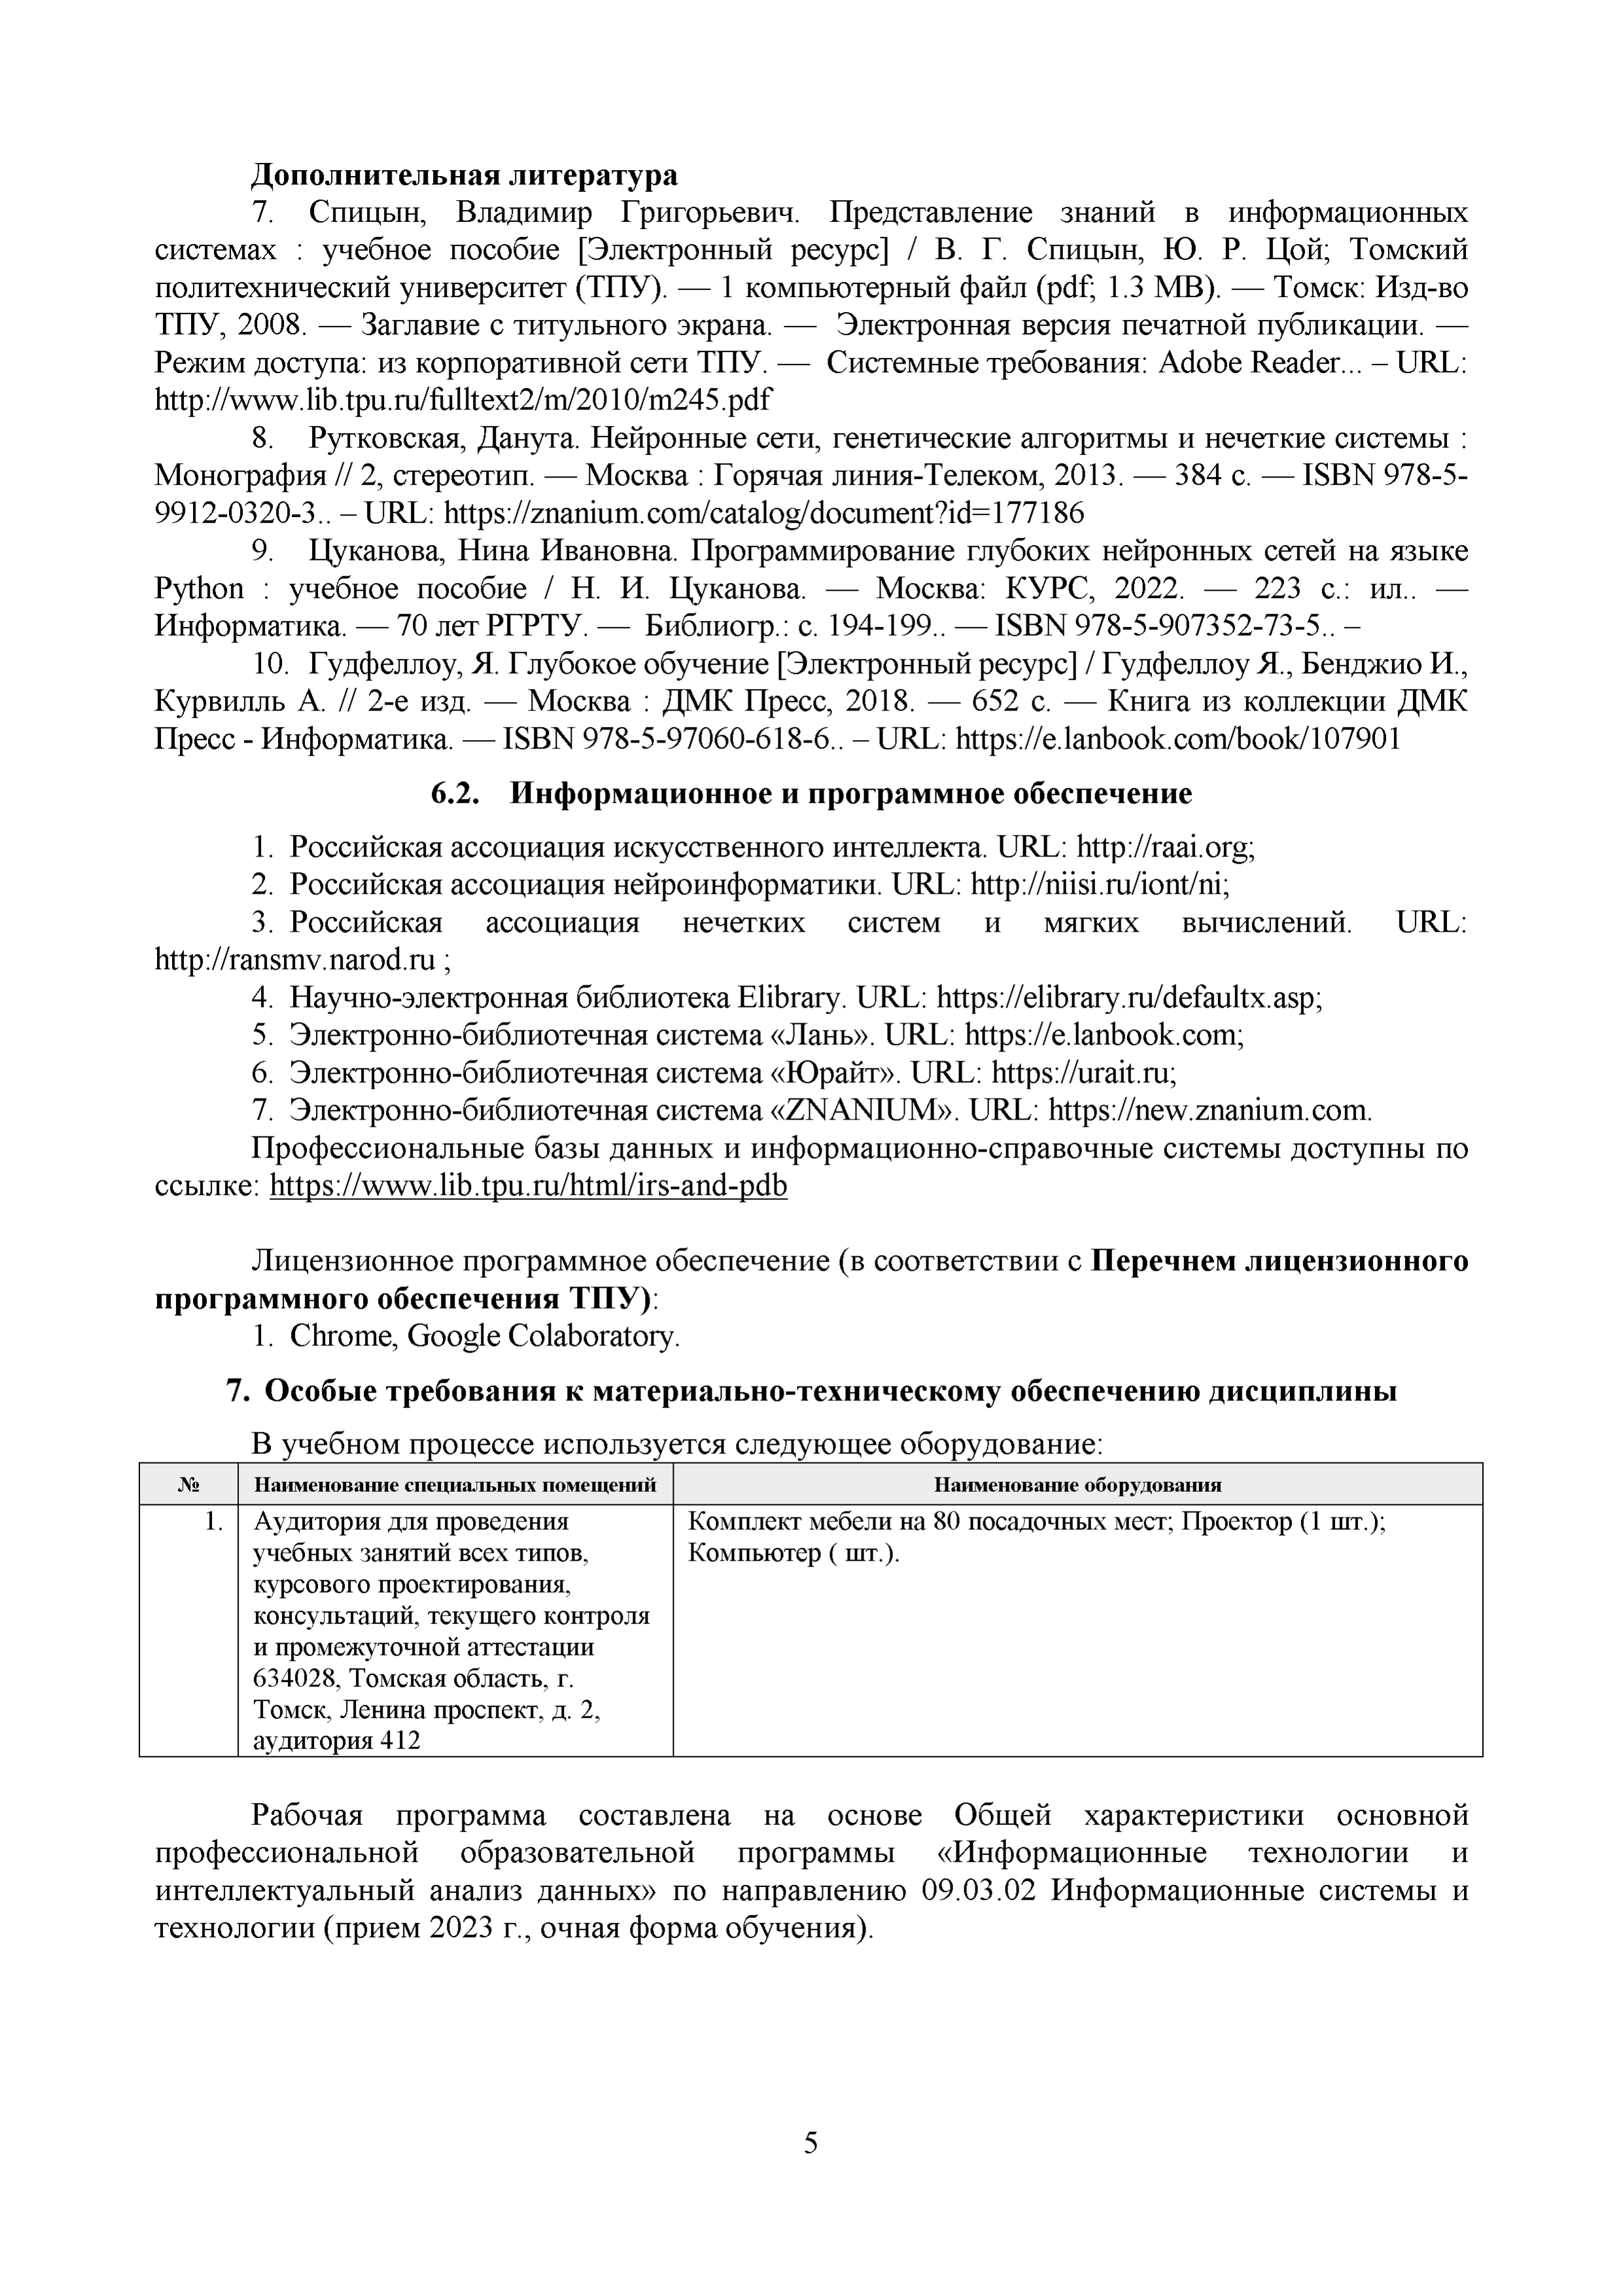 Дополнительная литература
7. Спицын, Владимир Григорьевич. Представление знаний в информационных
системах : учебное пособие [Электронный ресурс] / В. Г. Спицын, Ю. Р. Цой; Томский
политехнический университет (ТПУ). — 1 компьютерный файл (pdf; 1.3 MB). — Томск: Изд-во
ТПУ, 2008. — Заглавие с титульного экрана. — Электронная версия печатной публикации. —
Режим доступа: из корпоративной сети ТПУ. — Системные требования: Adobe Reader... – URL:
http://www.lib.tpu.ru/fulltext2/m/2010/m245.pdf
8. Рутковская, Данута. Нейронные сети, генетические алгоритмы и нечеткие системы :
Монография // 2, стереотип. — Москва : Горячая линия-Телеком, 2013. — 384 с. — ISBN 978-5-
9912-0320-3.. – URL: https://znanium.com/catalog/document?id=177186
9. Цуканова, Нина Ивановна. Программирование глубоких нейронных сетей на языке
Python : учебное пособие / Н. И. Цуканова. — Москва: КУРС, 2022. — 223 с.: ил.. —
Информатика. — 70 лет РГРТУ. — Библиогр.: с. 194-199.. — ISBN 978-5-907352-73-5.. –
10. Гудфеллоу, Я. Глубокое обучение [Электронный ресурс] / Гудфеллоу Я., Бенджио И.,
Курвилль А. // 2-е изд. — Москва : ДМК Пресс, 2018. — 652 с. — Книга из коллекции ДМК
Пресс - Информатика. — ISBN 978-5-97060-618-6.. – URL: https://e.lanbook.com/book/107901
6.2. Информационное и программное обеспечение
1. Российская ассоциация искусственного интеллекта. URL: http://raai.org;
2. Российская ассоциация нейроинформатики. URL: http://niisi.ru/iont/ni;
3. Российская ассоциация нечетких систем и мягких вычислений. URL:
http://ransmv.narod.ru ;
4. Научно-электронная библиотека Elibrary. URL: https://elibrary.ru/defaultx.asp;
5. Электронно-библиотечная система «Лань». URL: https://e.lanbook.com;
6. Электронно-библиотечная система «Юрайт». URL: https://urait.ru;
7. Электронно-библиотечная система «ZNANIUM». URL: https://new.znanium.com.
Профессиональные базы данных и информационно-справочные системы доступны по
ссылке: https://www.lib.tpu.ru/html/irs-and-pdb
Лицензионное программное обеспечение (в соответствии с Перечнем лицензионного
программного обеспечения ТПУ):
1. Chrome, Google Colaboratory.
7. Особые требования к материально-техническому обеспечению дисциплины
В учебном процессе используется следующее оборудование:
№ Наименование специальных помещений Наименование оборудования
1. Аудитория для проведения Комплект мебели на 80 посадочных мест; Проектор (1 шт.);
учебных занятий всех типов, Компьютер ( шт.).
курсового проектирования,
консультаций, текущего контроля
и промежуточной аттестации
634028, Томская область, г.
Томск, Ленина проспект, д. 2,
аудитория 412
Рабочая программа составлена на основе Общей характеристики основной
профессиональной образовательной программы «Информационные технологии и
интеллектуальный анализ данных» по направлению 09.03.02 Информационные системы и
технологии (прием 2023 г., очная форма обучения).
5